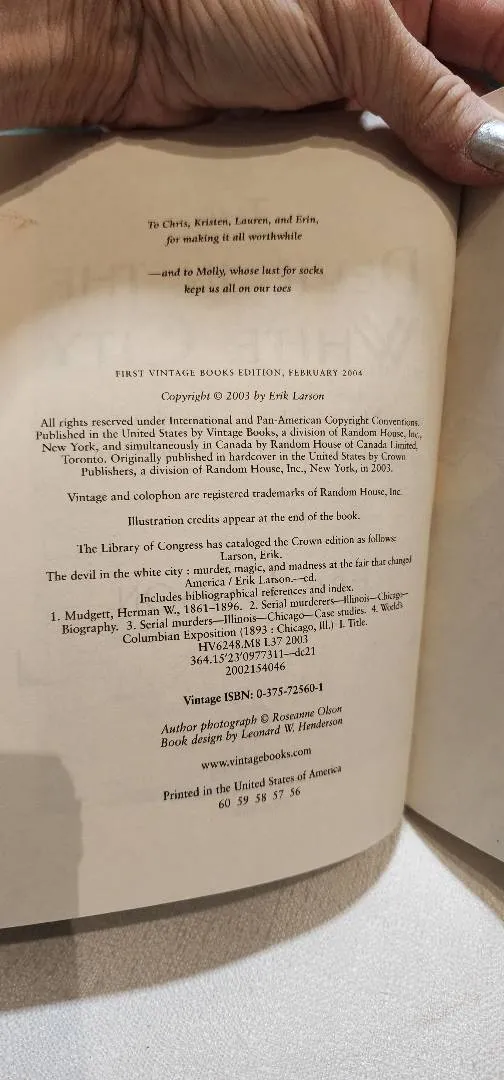 To Chris, Kristen, Lauren, and Erin,
for making it all worthwhile
—and to Molly, whose lust for socks
kept us all on our toes
FIRST VINTAGE BOOKS EDITION, FEBRUARY 2004
Copyright © 2003 by Erik Larson
All rights reserved under International and Pan-American Copyright Conventions.
Published in the United States by Vintage Books, a division of Random House, Inc.,
New York, and simultaneously in Canada by Random House of Canada Limited,
Toronto. Originally published in hardcover in the United States by Crown
Publishers, a division of Random House, Inc., New York, in 2003.
Vintage and colophon are registered trademarks of Random House, Inc.
Illustration credits appear at the end of the book.
The Library of Congress has cataloged the Crown edition as follows:
Larson, Erik.
The devil in the white city : murder, magic, and madness at the fair that changed
America / Erik Larson.—ed.
Includes bibliographical references and index.
1. Mudgett, Herman W., 1861–1896. 2. Serial murderers—Illinois—Chicago—
Biography. 3. Serial murders—Illinois—Chicago—Case studies. 4. World's
Columbian Exposition (1893 : Chicago, Ill.) I. Title.
HV6248.M8 L37 2003
364.15'23'0977311—dc21
2002154046
Vintage ISBN: 0-375-72560-1
Author photograph © Roseanne Olson
Book design by Leonard W. Henderson
www.vintagebooks.com
Printed in the United States of America
60 59 58 57 56